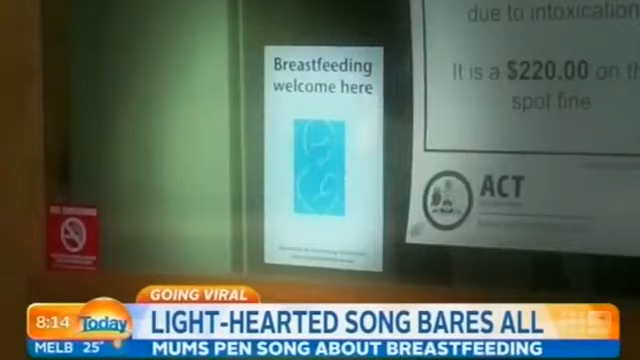 Breastfeeding
welcome here
due to intoxication
It is a $220.00 on th
spot fine
ACT
GOING VIRAL
8:14 Today
LIGHT-HEARTED SONG BARES ALL
MELB 25°
MUMS PEN SONG ABOUT BREASTFEEDING